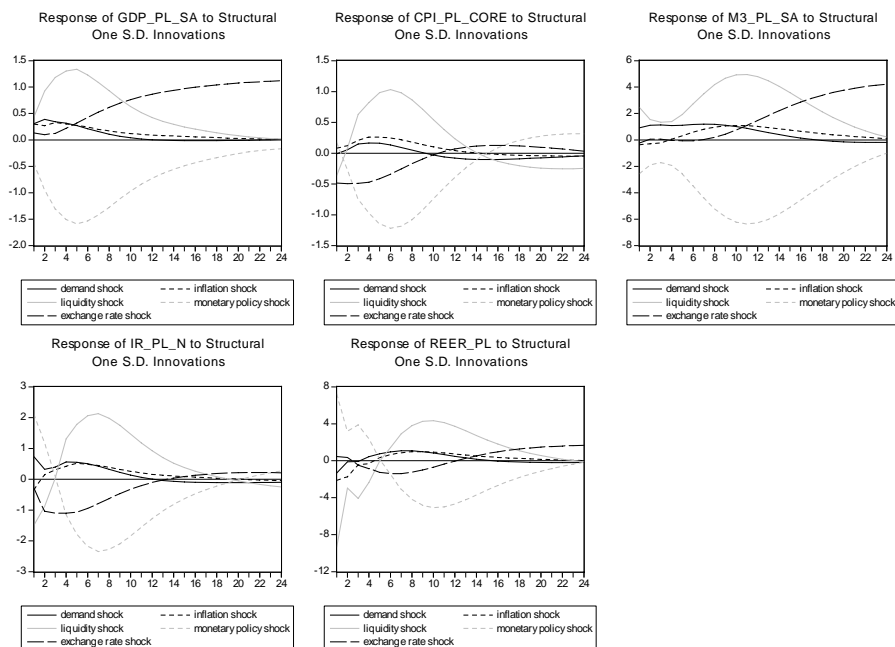 Response of GDP_PL_SA to Structural
One S.D. Innovations
1.5
1.0
0.5
0.0
-0.5
-1.0
-1.5
-2.0
2 4 6 8 10 12 14 16 18 20 22 24
demand shock inflation shock
liquidity shock monetary policy shock
exchange rate shock
Response of CPI_PL_CORE to Structural
One S.D. Innovations
1.5
1.0
0.5
0.0
-0.5
-1.0
-1.5
2 4 6 8 10 12 14 16 18 20 22 24
demand shock inflation shock
liquidity shock monetary policy shock
exchange rate shock
Response of M3_PL_SA to Structural
One S.D. Innovations
6
4
2
0
-2
-4
-6
-8
2 4 6 8 10 12 14 16 18 20 22 24
demand shock inflation shock
liquidity shock monetary policy shock
exchange rate shock
Response of IR_PL_N to Structural
One S.D. Innovations
3
2
1
0
-1
-2
-3
2 4 6 8 10 12 14 16 18 20 22 24
demand shock inflation shock
liquidity shock monetary policy shock
exchange rate shock
Response of REER_PL to Structural
One S.D. Innovations
8
4
0
-4
-8
-12
2 4 6 8 10 12 14 16 18 20 22 24
demand shock inflation shock
liquidity shock monetary policy shock
exchange rate shock